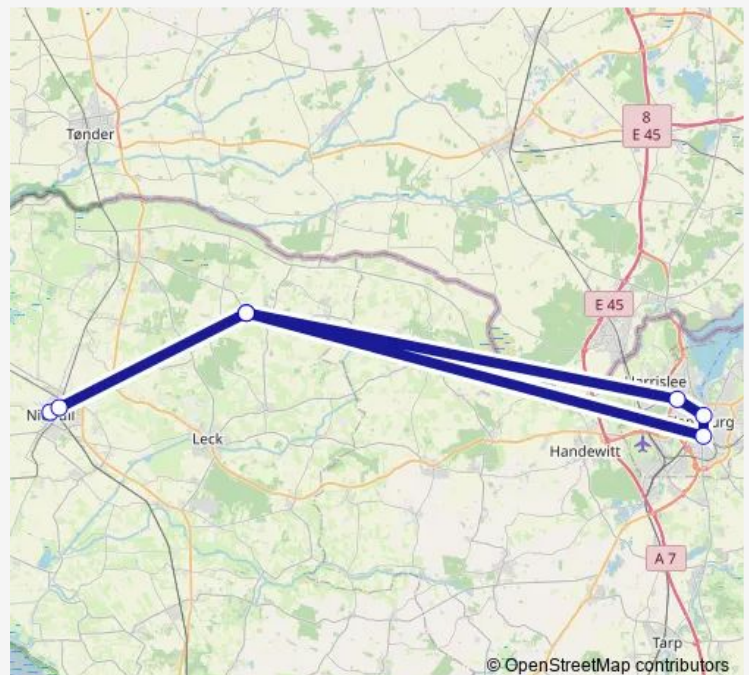 Tønder
8
E 45
E 45
Harrislee
Leck
Handewitt
A 7
Tarp
© OpenStreetMap contributors